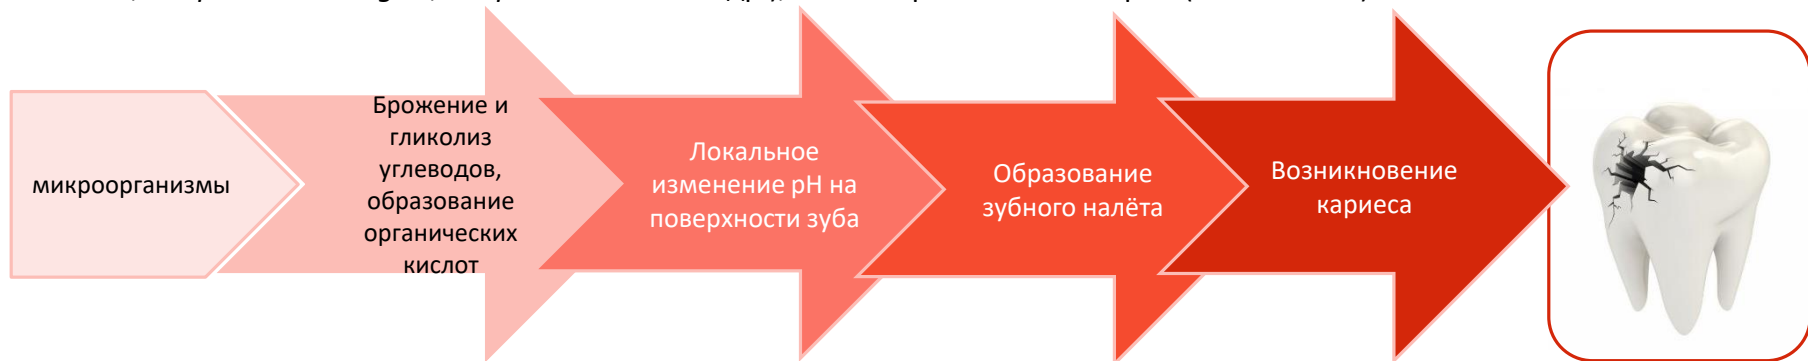 микроорганизмы
Брожение и
гликолиз
углеводов,
образование
органических
кислот
Локальное
изменение pH на
поверхности зуба
Образование
зубного налёта
Возникновение
кариеса